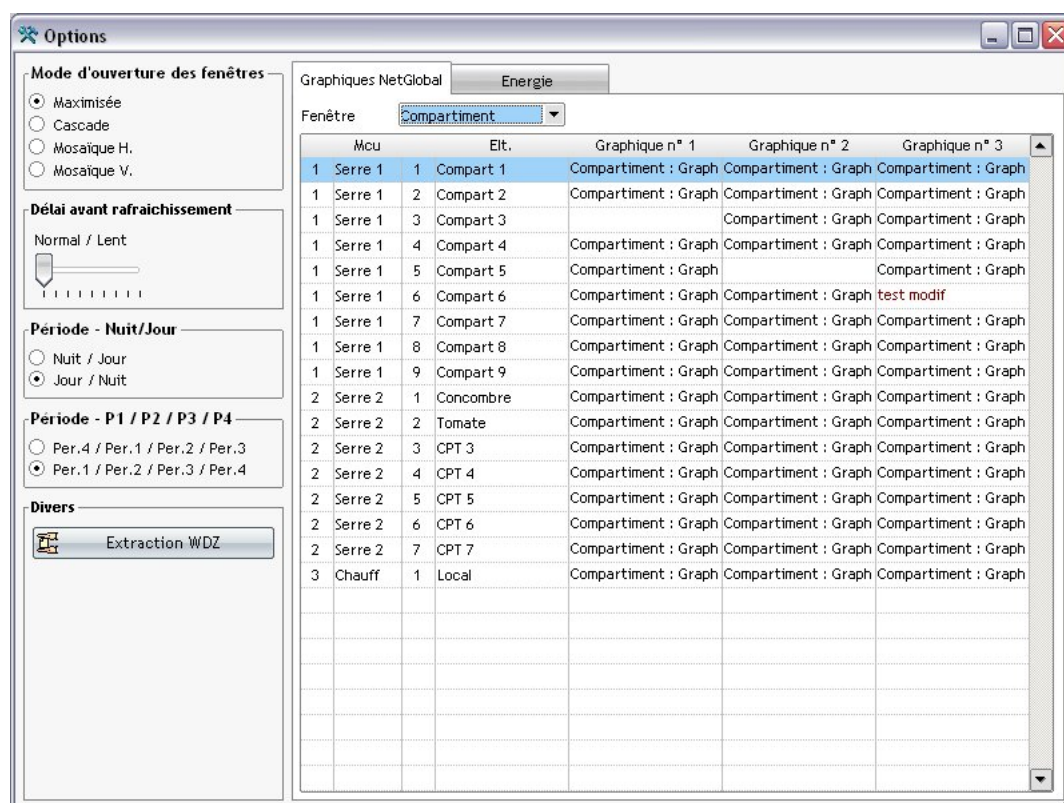 Options
Mode d'ouverture des fenêtres
Maximisée
Cascade
Mosaïque H.
Mosaïque V.
Délai avant rafraichissement
Normal / Lent
Période - Nuit/Jour
Nuit / Jour
Jour / Nuit
Période - P1 / P2 / P3 / P4
Per.4 / Per.1 / Per.2 / Per.3
Per.1 / Per.2 / Per.3 / Per.4
Divers
Extraction WDZ
Graphiques NetGlobal Energie
Fenêtre Compartiment
Mcu Elt. Graphique n° 1 Graphique n° 2 Graphique n° 3
1 Serre 1 1 Compart 1 Compartiment : Graph Compartiment : Graph Compartiment : Graph
1 Serre 1 2 Compart 2 Compartiment : Graph Compartiment : Graph Compartiment : Graph
1 Serre 1 3 Compart 3 Compartiment : Graph Compartiment : Graph
1 Serre 1 4 Compart 4 Compartiment : Graph Compartiment : Graph Compartiment : Graph
1 Serre 1 5 Compart 5 Compartiment : Graph Compartiment : Graph
1 Serre 1 6 Compart 6 Compartiment : Graph Compartiment : Graph test modif
1 Serre 1 7 Compart 7 Compartiment : Graph Compartiment : Graph Compartiment : Graph
1 Serre 1 8 Compart 8 Compartiment : Graph Compartiment : Graph Compartiment : Graph
1 Serre 1 9 Compart 9 Compartiment : Graph Compartiment : Graph Compartiment : Graph
2 Serre 2 1 Concombre Compartiment : Graph Compartiment : Graph Compartiment : Graph
2 Serre 2 2 Tomate Compartiment : Graph Compartiment : Graph Compartiment : Graph
2 Serre 2 3 CPT 3 Compartiment : Graph Compartiment : Graph Compartiment : Graph
2 Serre 2 4 CPT 4 Compartiment : Graph Compartiment : Graph Compartiment : Graph
2 Serre 2 5 CPT 5 Compartiment : Graph Compartiment : Graph Compartiment : Graph
2 Serre 2 6 CPT 6 Compartiment : Graph Compartiment : Graph Compartiment : Graph
2 Serre 2 7 CPT 7 Compartiment : Graph Compartiment : Graph Compartiment : Graph
3 Chauff 1 Local Compartiment : Graph Compartiment : Graph Compartiment : Graph